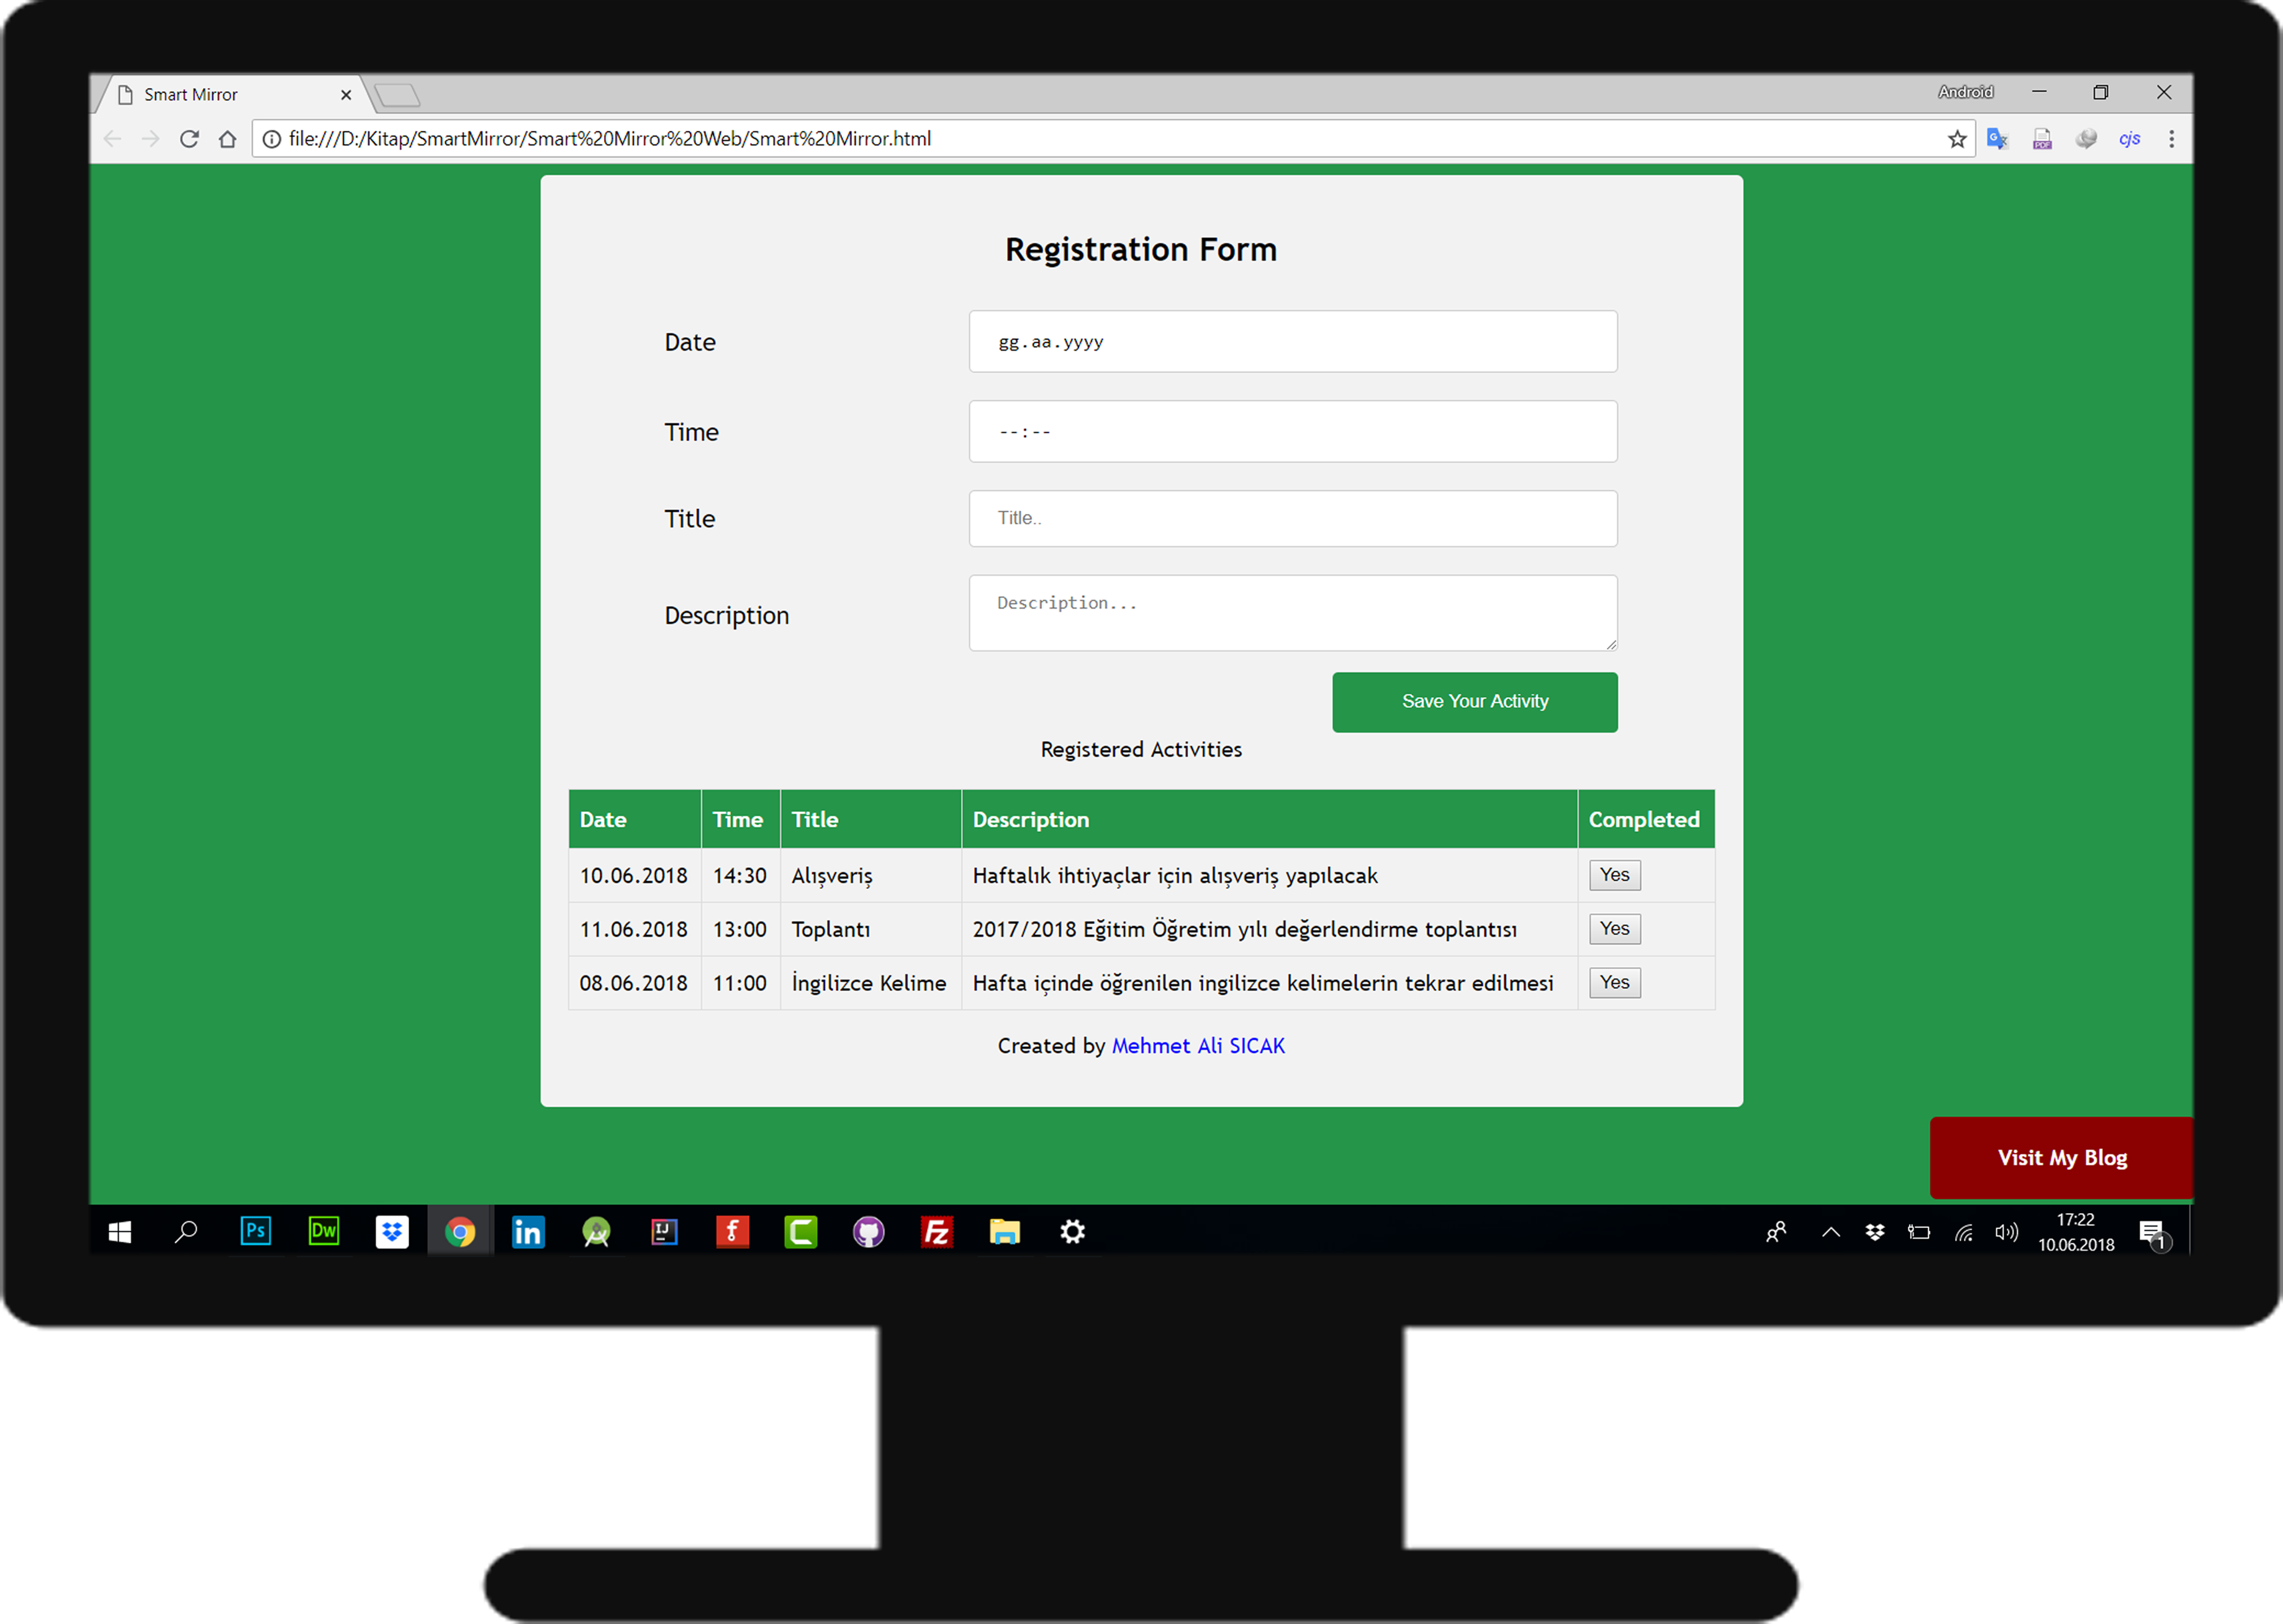 Smart Mirror
Android
file:///D:/Kitap/SmartMirror/Smart%20Mirror%20Web/Smart%20Mirror.html
PDF
cjs
Registration Form
Date
gg.aa.yyyy
Time
--:--
Title
Title..
Description
Description...
Save Your Activity
Registered Activities
Date Time Title Description Completed
10.06.2018 14:30 Alışveriş Haftalık ihtiyaçlar için alışveriş yapılacak Yes
11.06.2018 13:00 Toplantı 2017/2018 Eğitim Öğretim yılı değerlendirme toplantısı Yes
08.06.2018 11:00 İngilizce Kelime Hafta içinde öğrenilen ingilizce kelimelerin tekrar edilmesi Yes
Created by Mehmet Ali SICAK
Visit My Blog
Ps Dw in IJ f C Fz
17:22
10.06.2018
1